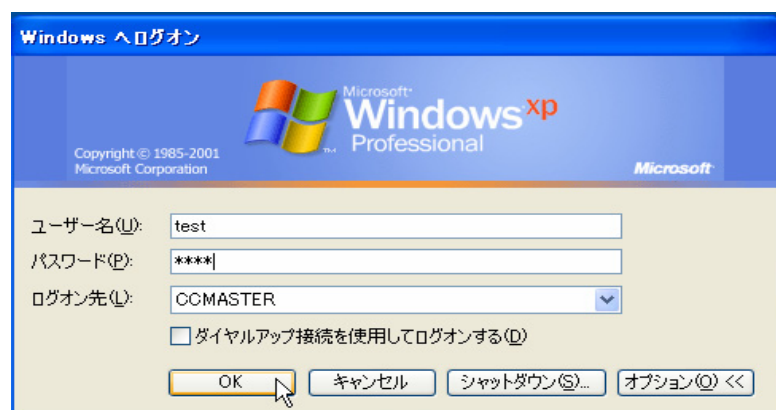 Windows へログオン
Microsoft
Windows xp
Professional
Copyright © 1985-2001
Microsoft Corporation
Microsoft
ユーザー名(U): test
パスワード(P): ****
ログオン先(L): CCMASTER
ダイヤルアップ接続を使用してログオンする(D)
OK キャンセル シャットダウン(S)... オプション(O) <<